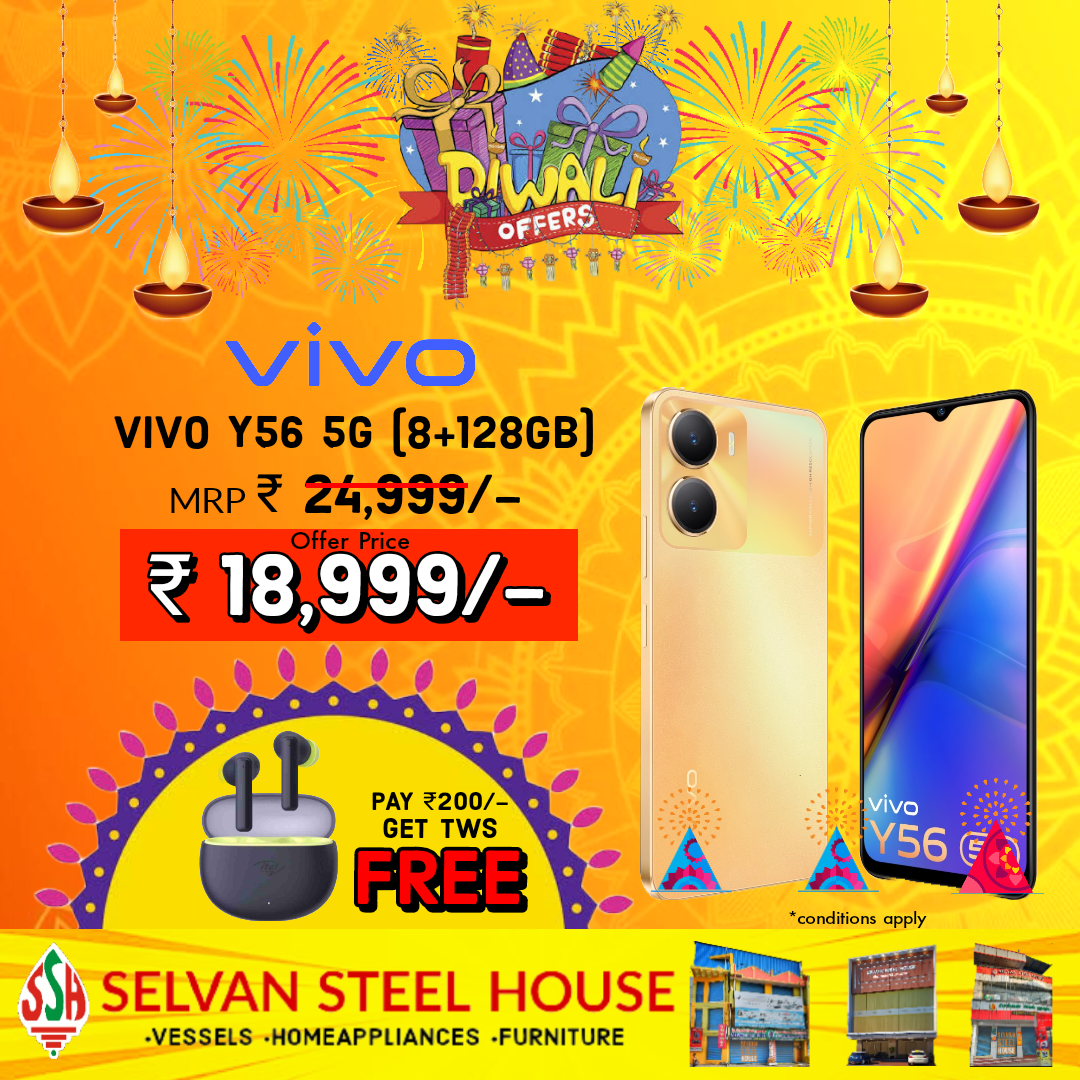 DIWALI
OFFERS
vivo
VIVO Y56 5G (8+128GB)
MRP ₹ 24,999/-
Offer Price
₹ 18,999/-
PAY ₹200/-
GET TWS
FREE
itel
vivo
Y56
*conditions apply
SSH
SELVAN STEEL HOUSE
·VESSELS ·HOMEAPPLIANCES ·FURNITURE